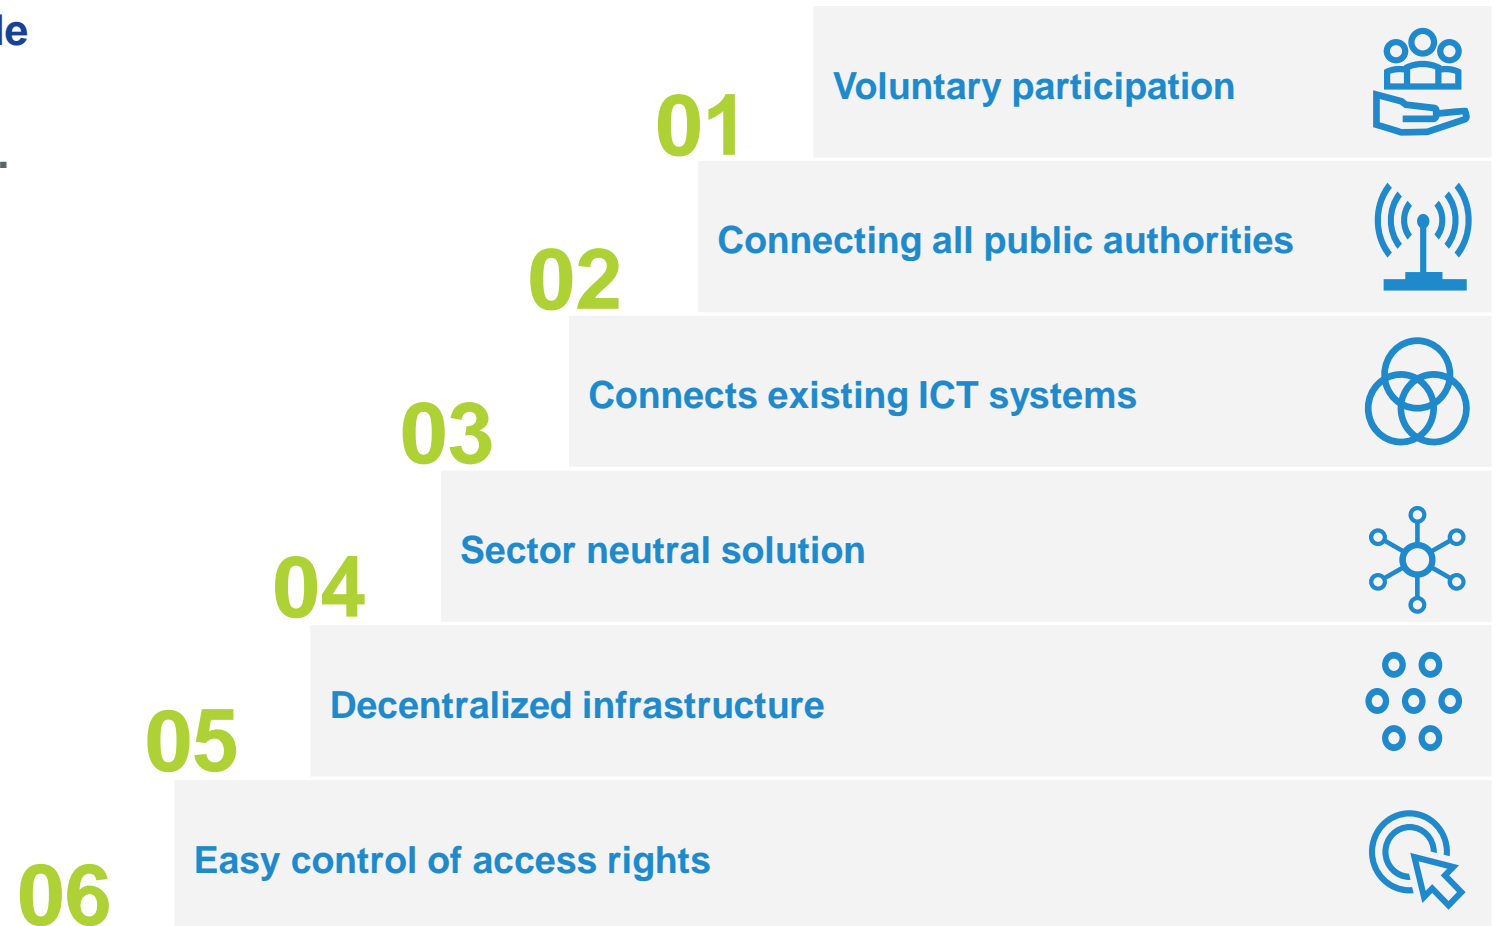 01
Voluntary participation
02
Connecting all public authorities
03
Connects existing ICT systems
04
Sector neutral solution
05
Decentralized infrastructure
06
Easy control of access rights